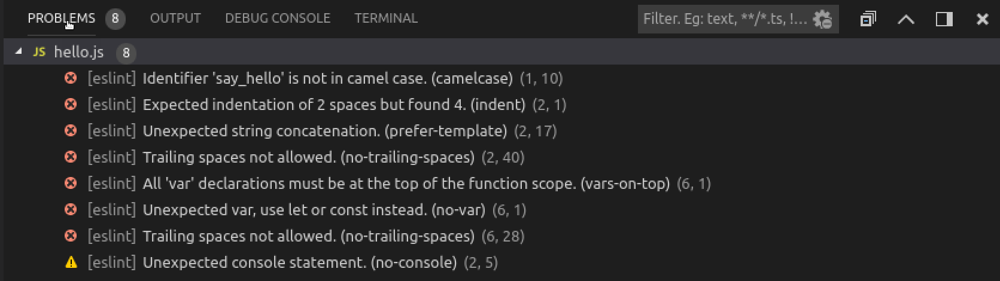 PROBLEMS 8 OUTPUT DEBUG CONSOLE TERMINAL Filter. Eg: text, **/*.ts, !...
JS hello.js 8
[eslint] Identifier 'say_hello' is not in camel case. (camelcase) (1, 10)
[eslint] Expected indentation of 2 spaces but found 4. (indent) (2, 1)
[eslint] Unexpected string concatenation. (prefer-template) (2, 17)
[eslint] Trailing spaces not allowed. (no-trailing-spaces) (2, 40)
[eslint] All 'var' declarations must be at the top of the function scope. (vars-on-top) (6, 1)
[eslint] Unexpected var, use let or const instead. (no-var) (6, 1)
[eslint] Trailing spaces not allowed. (no-trailing-spaces) (6, 28)
[eslint] Unexpected console statement. (no-console) (2, 5)